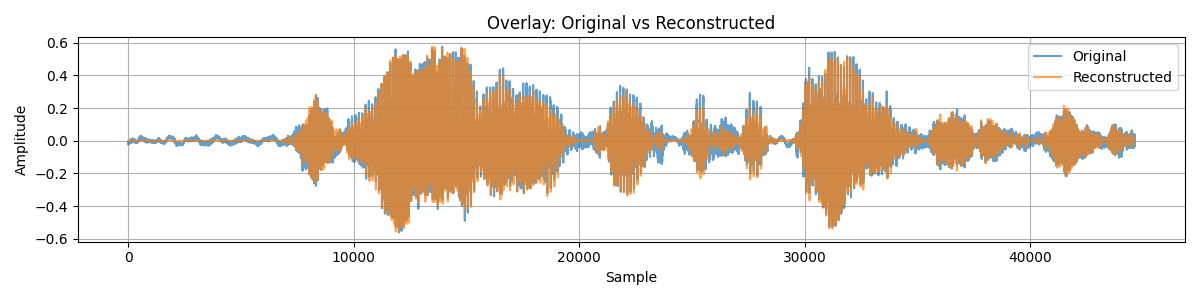 Overlay: Original vs Reconstructed
Amplitude
0.6
0.4
0.2
0.0
−0.2
−0.4
−0.6
Original
Reconstructed
0
10000
20000
30000
40000
Sample